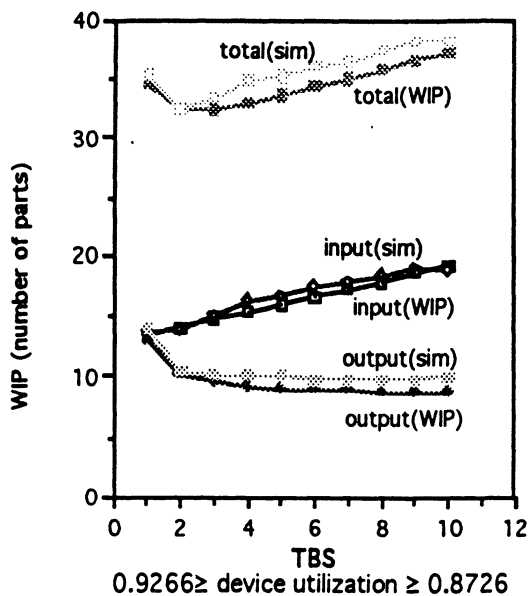 40
total(sim)
total(WIP)
30
WIP (number of parts)
20
input(sim)
input(WIP)
output(sim)
10
output(WIP)
0
0 2 4 6 8 10 12
TBS
0.9266≥ device utilization ≥ 0.8726